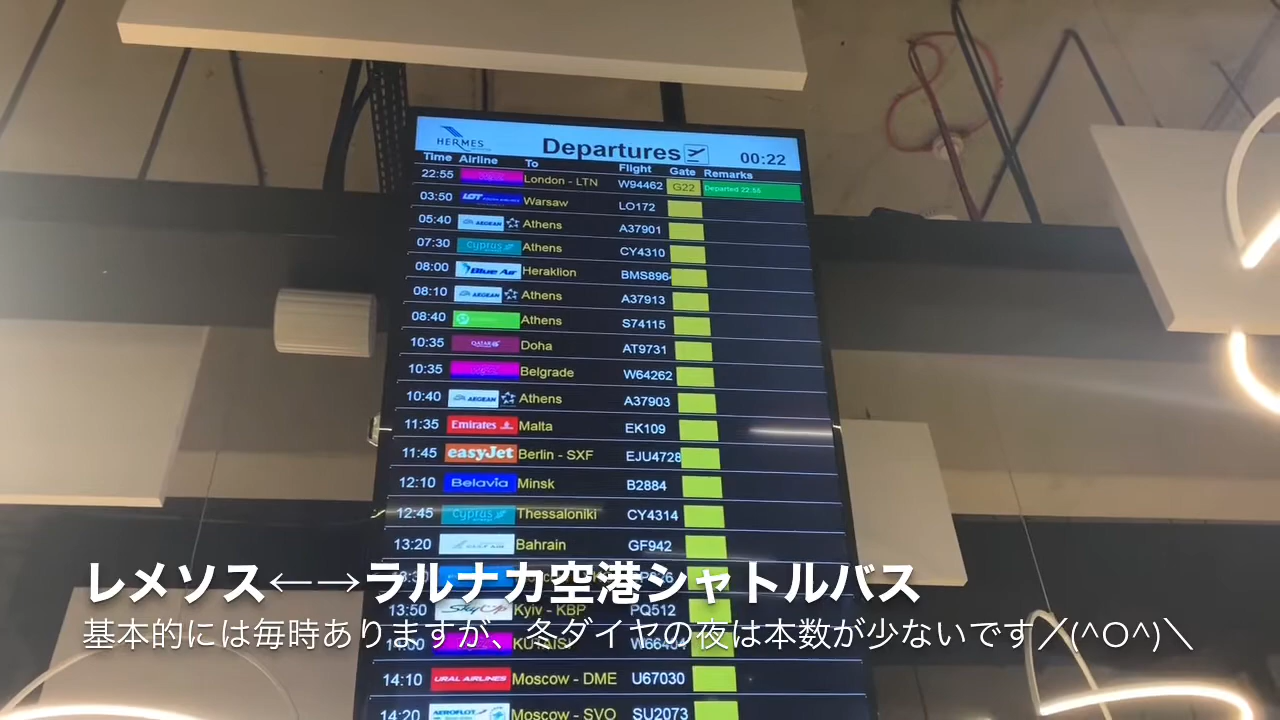 HERMES
Departures
00:22
Time Airline To Flight Gate Remarks
22:55 London - LTN W94462 G22 Departed 22:55
03:50 LOT Warsaw LO172
05:40 AEGEAN Athens A37901
07:30 Cyprus Athens CY4310
08:00 Blue Air Heraklion BMS896
08:10 AEGEAN Athens A37913
08:40 Athens S74115
10:35 QATAR Doha AT9731
10:35 Belgrade W64262
10:40 AEGEAN Athens A37903
11:35 Emirates Malta EK109
11:45 easyJet Berlin - SXF EJU4728
12:10 Belavia Minsk B2884
12:45 Cyprus Thessaloniki CY4314
13:20 GULF AIR Bahrain GF942
レメソス←→ラルナカ空港シャトルバス
13:50 SkyUp Kyiv - KBP PQ512
基本的には毎時ありますが、冬ダイヤの夜は本数が少ないです／(^O^)＼
14:00 KUTAISI
14:10 URAL AIRLINES Moscow - DME U67030
14:20 AEROFLOT Moscow - SVO SU2073